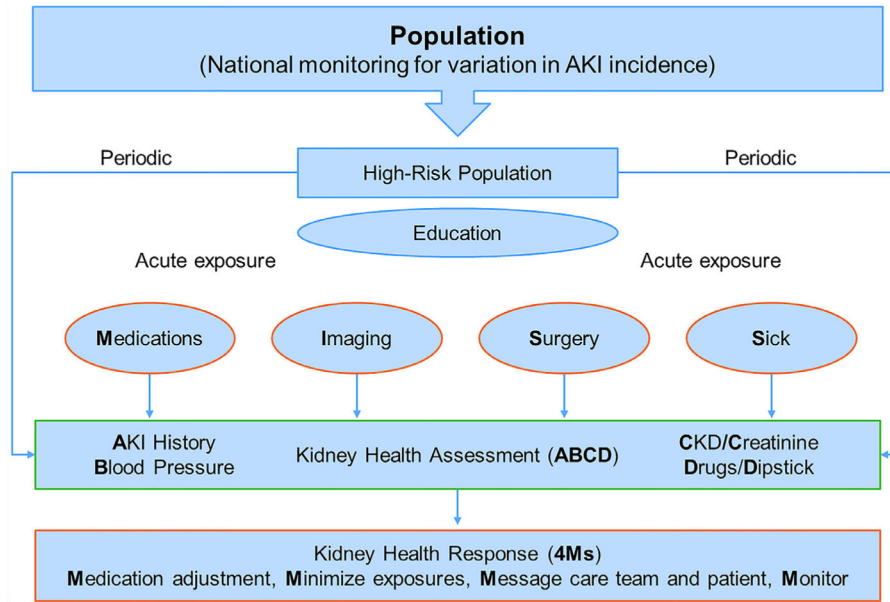 Population
(National monitoring for variation in AKI incidence)
Periodic
Periodic
High-Risk Population
Education
Acute exposure
Acute exposure
Medications
Imaging
Surgery
Sick
AKI History
Blood Pressure
Kidney Health Assessment (ABCD)
CKD/Creatinine
Drugs/Dipstick
Kidney Health Response (4Ms)
Medication adjustment, Minimize exposures, Message care team and patient, Monitor